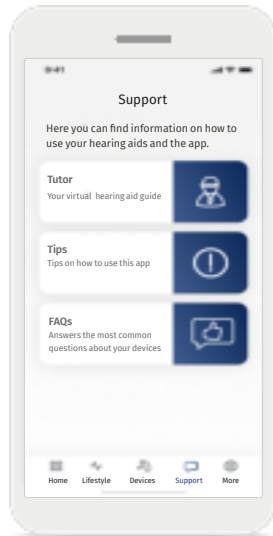 9:41
Support
Here you can find information on how to
use your hearing aids and the app.
Tutor
Your virtual hearing aid guide
Tips
Tips on how to use this app
FAQs
Answers the most common
questions about your devices
Home Lifestyle Devices Support More